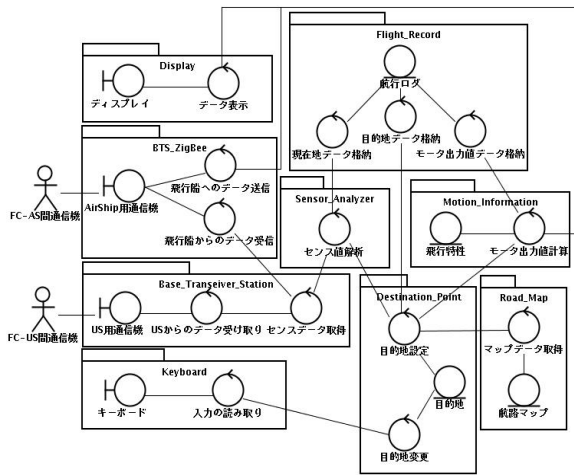 Flight_Record
航行ログ
Display
ディスプレイ
データ表示
現在地データ格納
目的地データ格納
モータ出力値データ格納
BTS_ZigBee
AirShip用通信機
飛行船へのデータ送信
飛行船からのデータ受信
FC-AS間通信機
Sensor_Analyzer
センス値解析
Motion_Information
飛行特性
モータ出力値計算
Base_Transeiver_Station
US用通信機
USからのデータ受け取り
センスデータ取得
FC-US間通信機
Destination_Point
目的地設定
目的地
目的地変更
Road_Map
マップデータ取得
航路マップ
Keyboard
キーボード
入力の読み取り